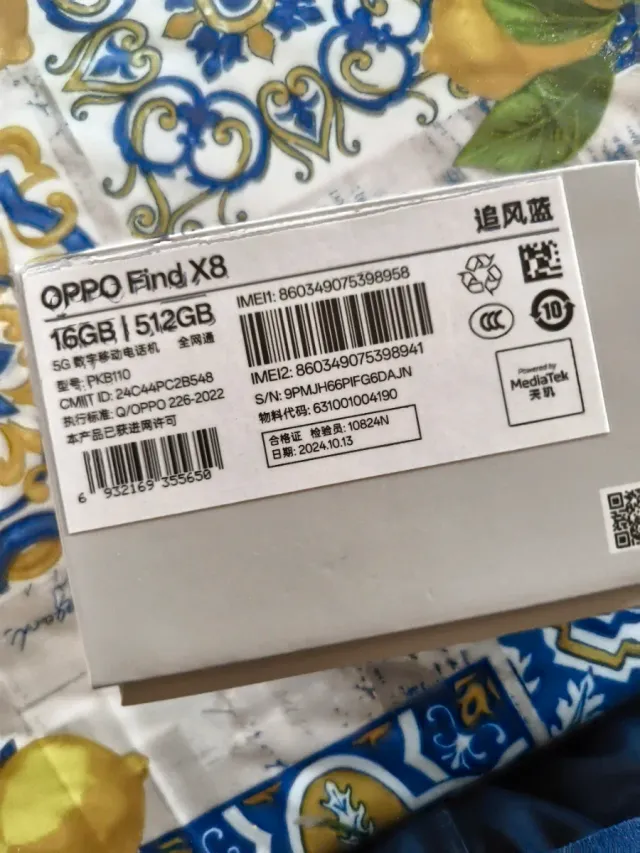 追风蓝
OPPO Find X8
16GB | 512GB
5G 数字移动电话机 全网通
型号: PKB110
CMIIT ID: 24C44PC2B548
执行标准: Q/OPPO 226-2022
本产品已获进网许可
6 932169 355650
IMEI1: 860349075398958
IMEI2: 860349075398941
S/N: 9PMJH66PIFG6DAJN
物料代码: 631001004190
合格证 检验员: 10824N
日期: 2024.10.13
CCC
10
Powered by
MediaTek
天玑